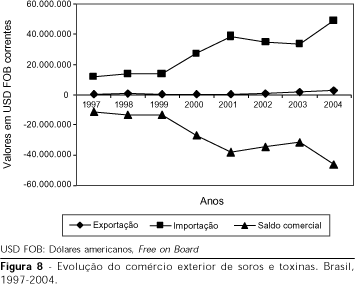 60.000.000
40.000.000
20.000.000
0
-20.000.000
-40.000.000
-60.000.000
Valores em USD FOB correntes
1997 1998 1999 2000 2001 2002 2003 2004
Anos
Exportação Importação Saldo comercial
USD FOB: Dólares americanos, Free on Board
Figura 8 - Evolução do comércio exterior de soros e toxinas. Brasil,
1997-2004.